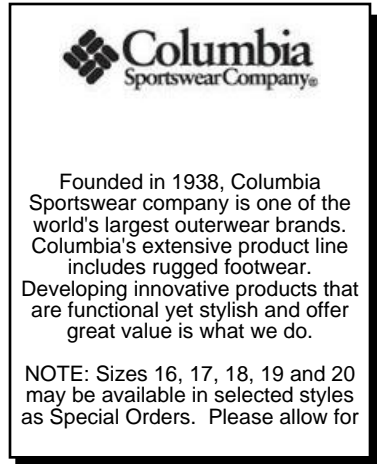 Columbia
Sportswear Company®
Founded in 1938, Columbia
Sportswear company is one of the
world's largest outerwear brands.
Columbia's extensive product line
includes rugged footwear.
Developing innovative products that
are functional yet stylish and offer
great value is what we do.
NOTE: Sizes 16, 17, 18, 19 and 20
may be available in selected styles
as Special Orders.  Please allow for